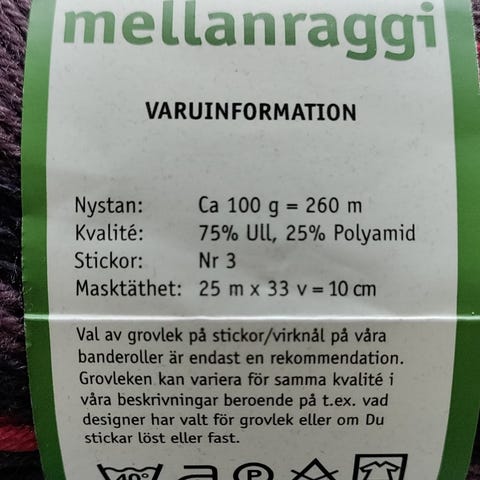 mellanraggi
VARUINFORMATION
Nystan: Ca 100 g = 260 m
Kvalité: 75% Ull, 25% Polyamid
Stickor: Nr 3
Masktäthet: 25 m x 33 v = 10 cm
Val av grovlek på stickor/virknål på våra
banderoller är endast en rekommendation.
Grovleken kan variera för samma kvalité i
våra beskrivningar beroende på t.ex. vad
designer har valt för grovlek eller om Du
stickar löst eller fast.
40°
P